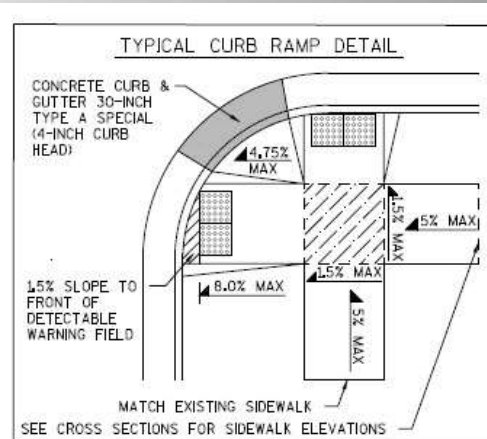 TYPICAL CURB RAMP DETAIL
CONCRETE CURB &
GUTTER 30-INCH
TYPE A SPECIAL
(4-INCH CURB
HEAD)
4.75%
MAX
1.5% MAX
5% MAX
1.5% SLOPE TO
FRONT OF
DETECTABLE
WARNING FIELD
8.0% MAX
1.5% MAX
5% MAX
MATCH EXISTING SIDEWALK
SEE CROSS SECTIONS FOR SIDEWALK ELEVATIONS